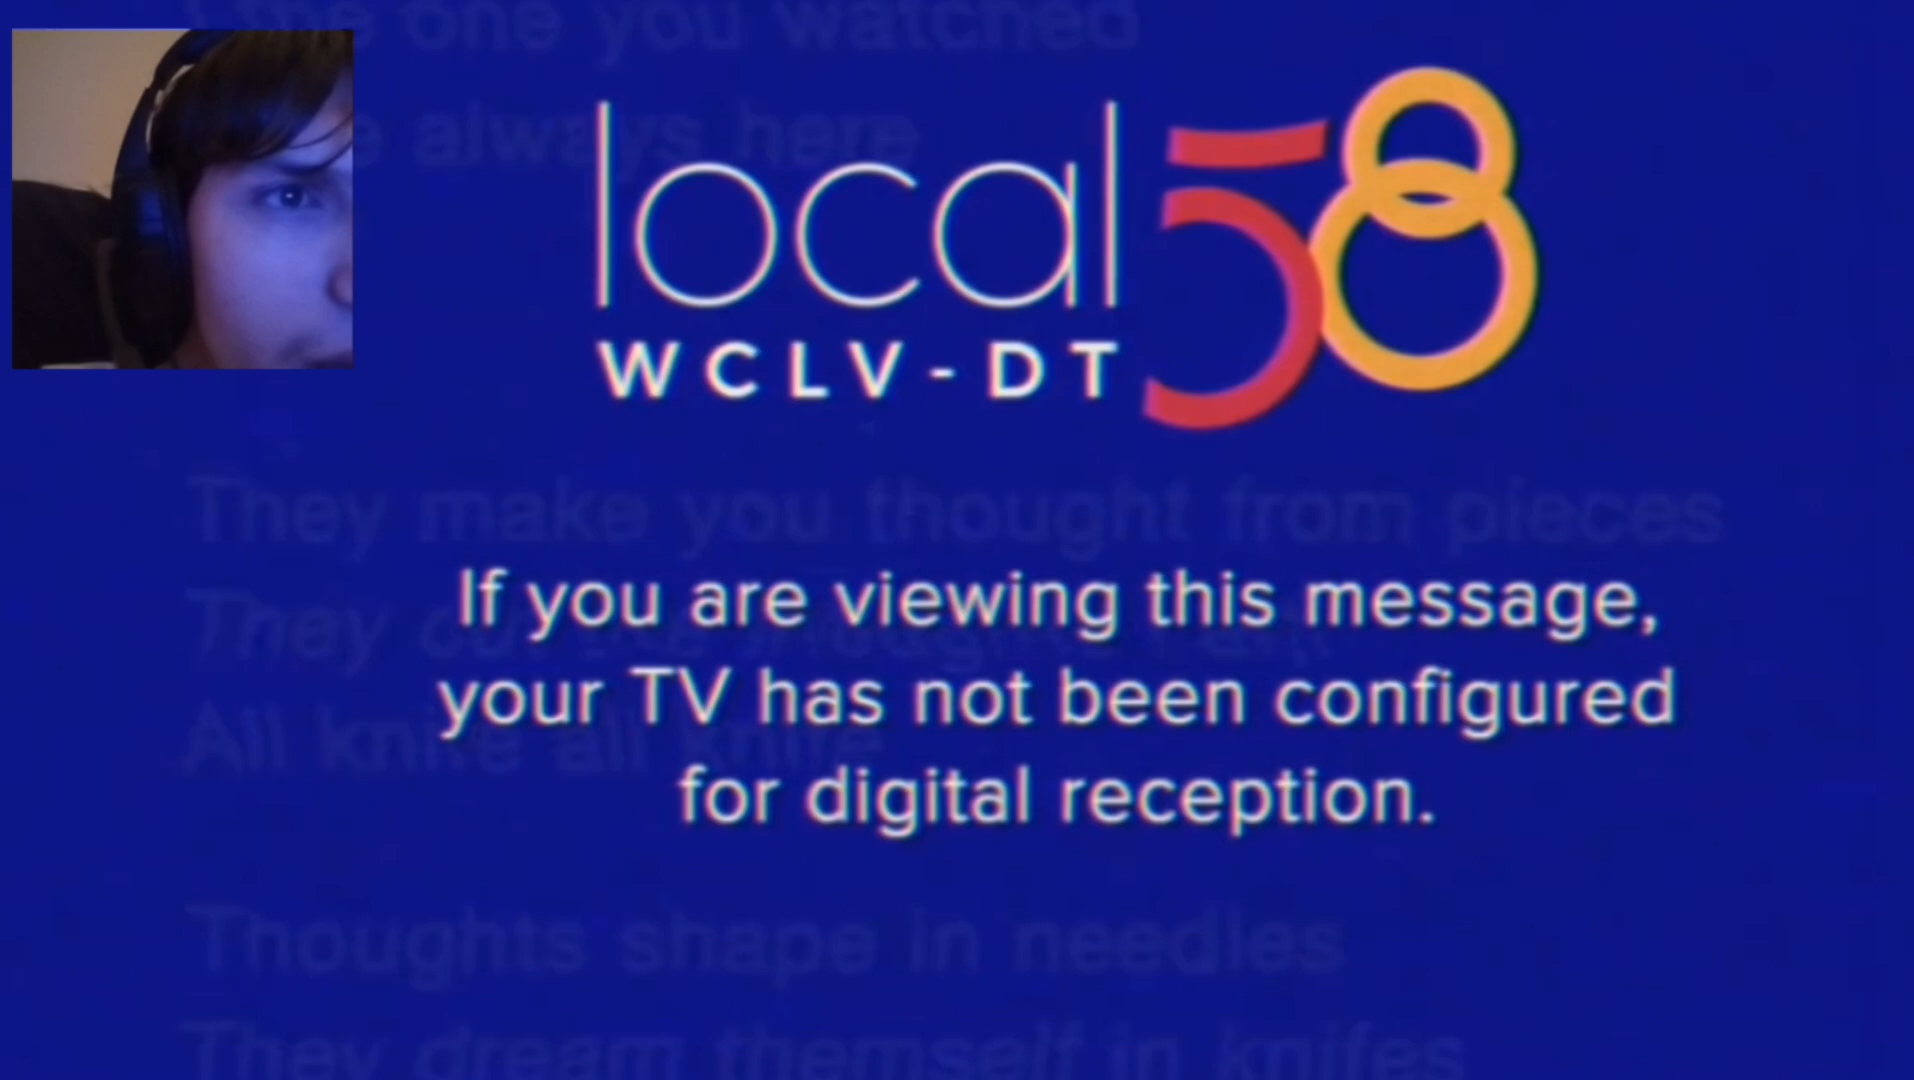 the one you watched
always here
local58
WCLV-DT
They make you thought from pieces
If you are viewing this message,
They
your TV has not been configured
All knife all knife
for digital reception.
Thoughts shape in needles
They dream themself in knifes